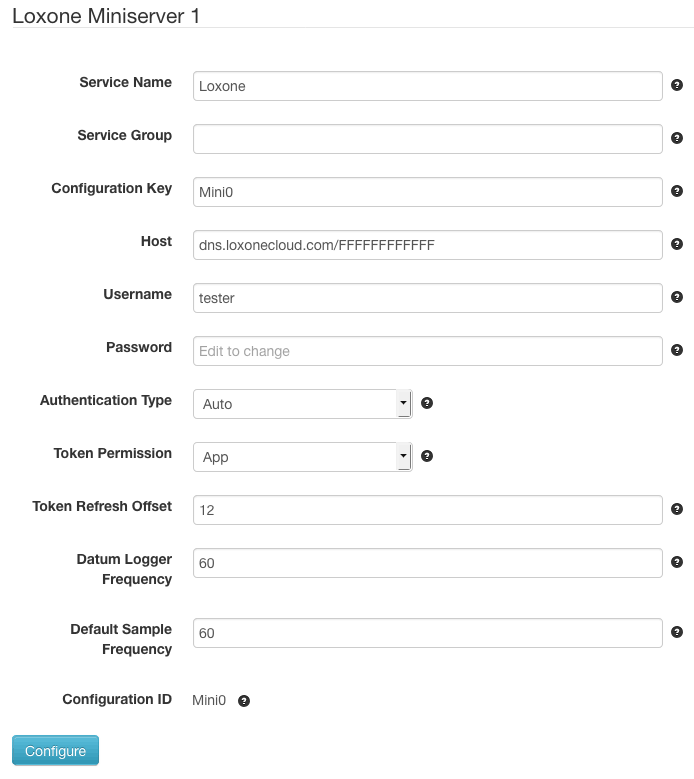 Loxone Miniserver 1
Service Name
Loxone
Service Group
Configuration Key
Mini0
Host
dns.loxonecloud.com/FFFFFFFFFFFF
Username
tester
Password
Edit to change
Authentication Type
Auto
Token Permission
App
Token Refresh Offset
12
Datum Logger
Frequency
60
Default Sample
Frequency
60
Configuration ID
Mini0
Configure